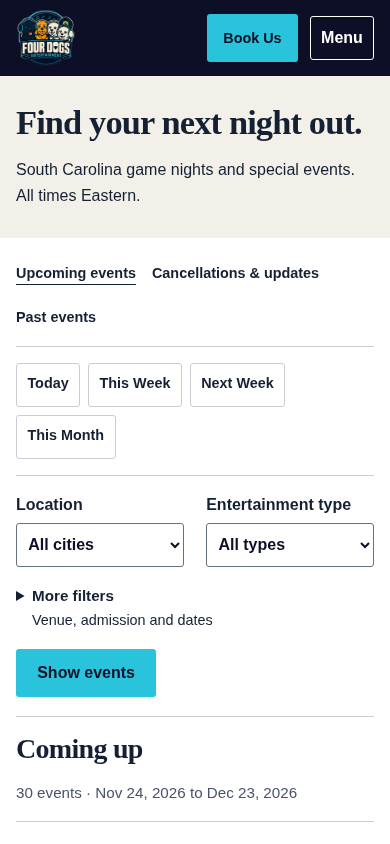 FOUR DOGS
ENTERTAINMENT
Book Us
Menu
Find your next night out.
South Carolina game nights and special events.
All times Eastern.
Upcoming events
Cancellations & updates
Past events
Today
This Week
Next Week
This Month
Location
Entertainment type
All cities
All types
More filters
Venue, admission and dates
Show events
Coming up
30 events · Nov 24, 2026 to Dec 23, 2026